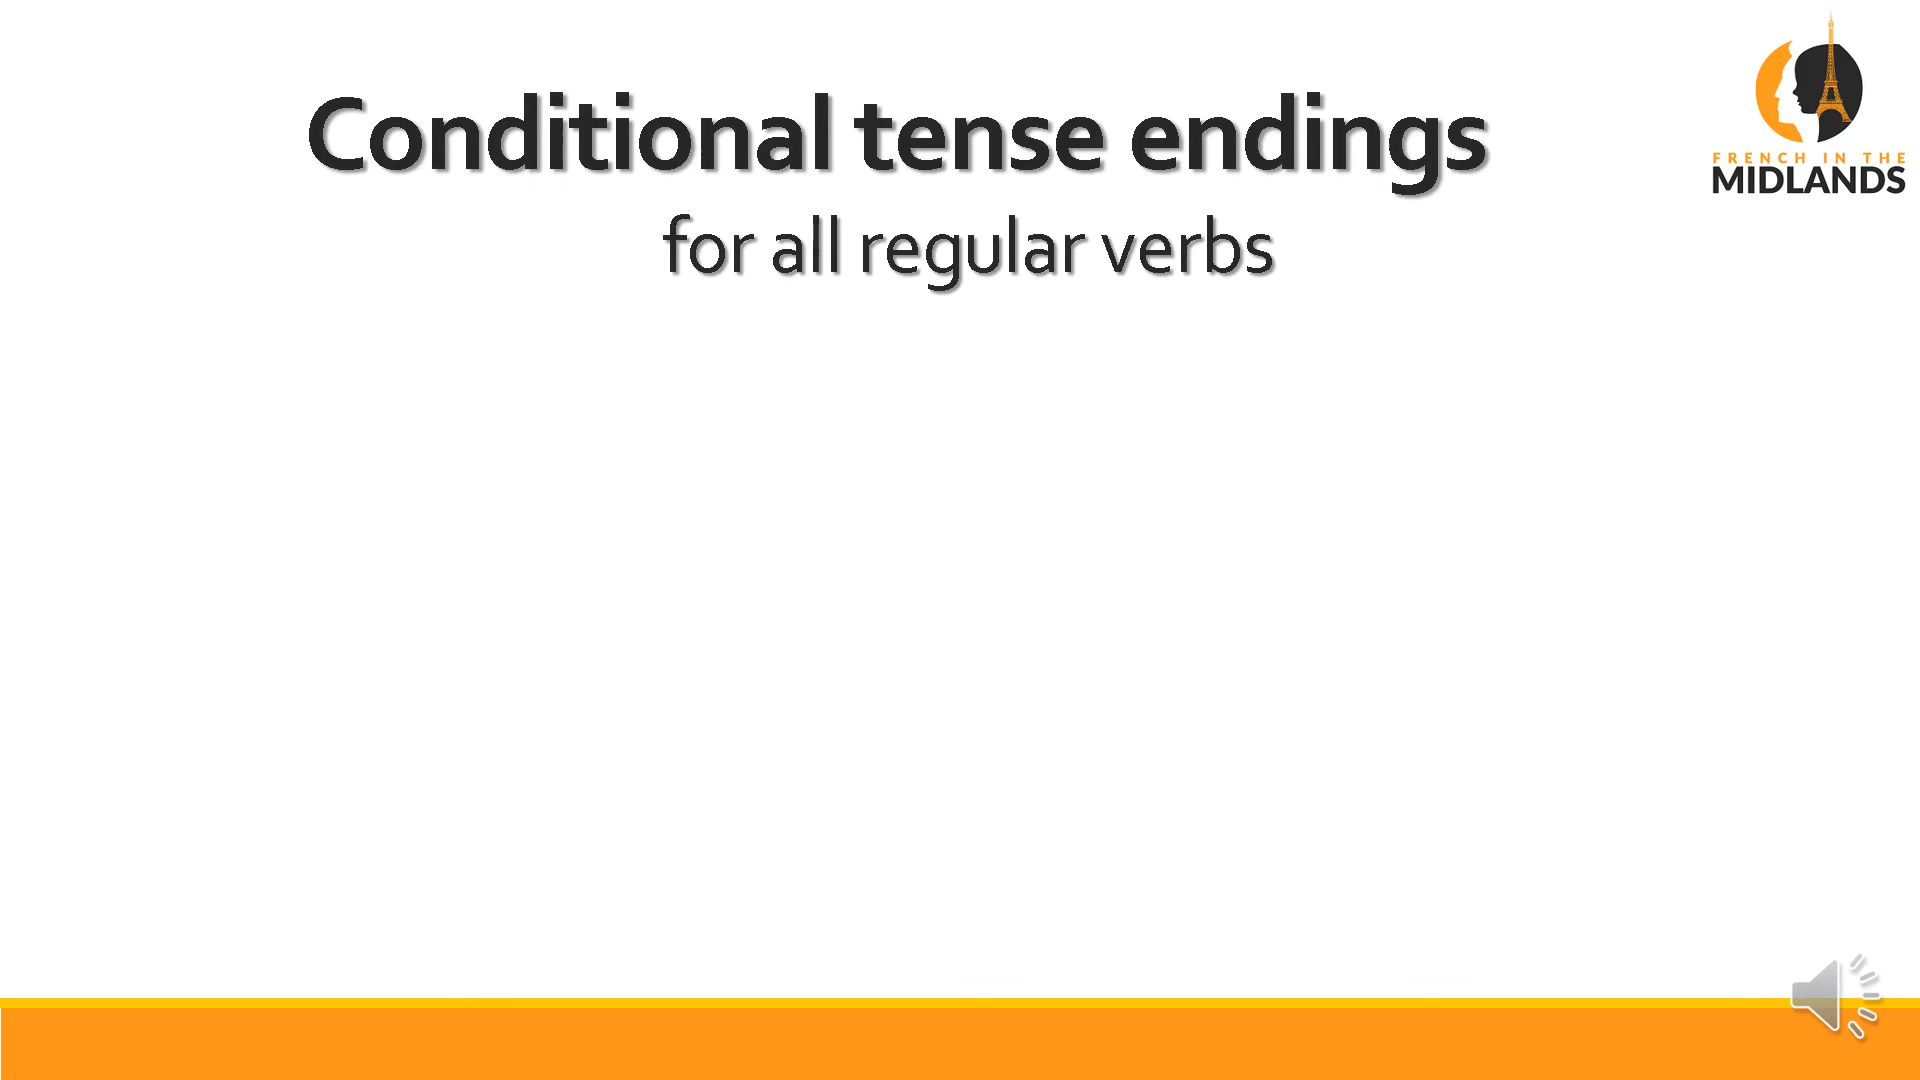 Conditional tense endings
for all regular verbs
FRENCH IN THE
MIDLANDS